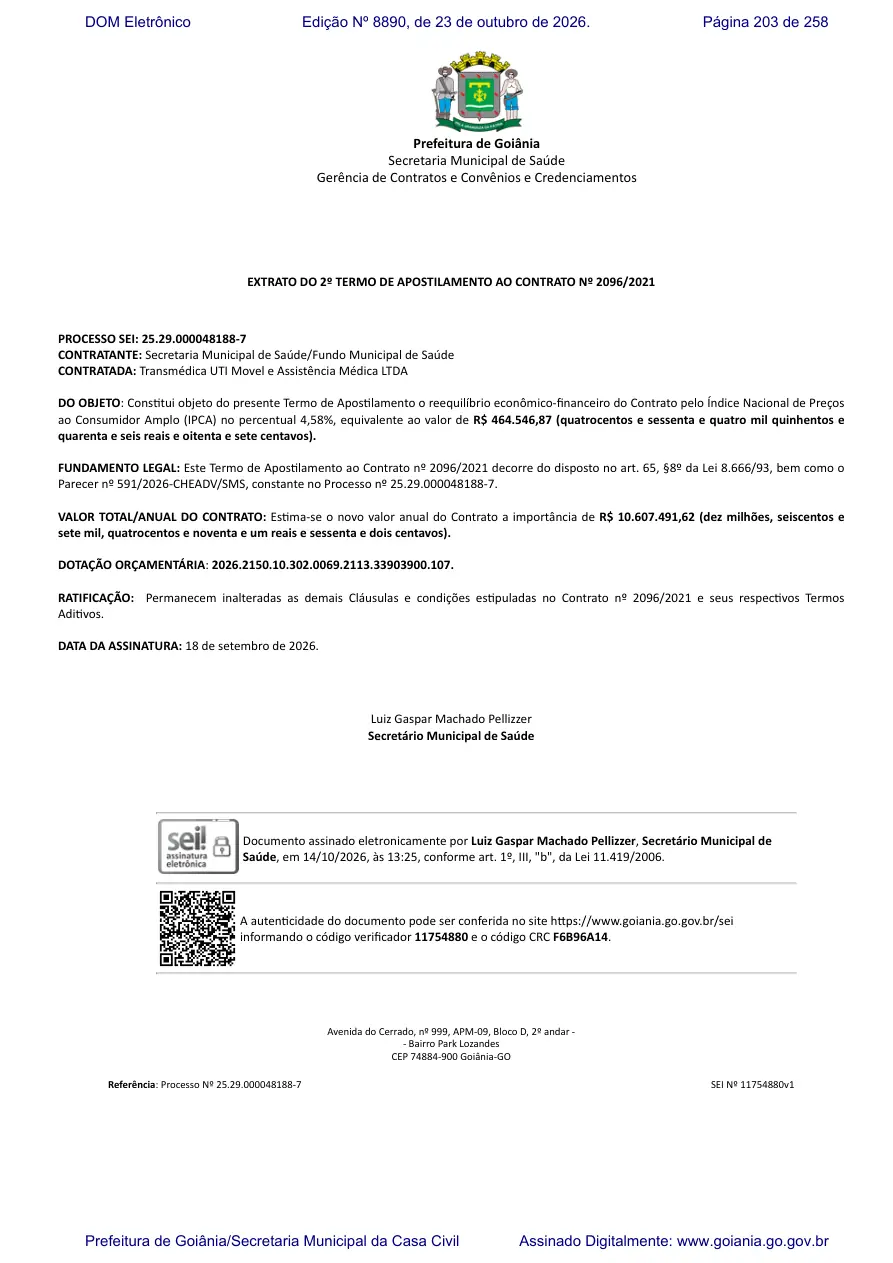 DOM Eletrônico Edição Nº 8890, de 23 de outubro de 2026. Página 203 de 258
Prefeitura de Goiânia
Secretaria Municipal de Saúde
Gerência de Contratos e Convênios e Credenciamentos
EXTRATO DO 2º TERMO DE APOSTILAMENTO AO CONTRATO Nº 2096/2021
PROCESSO SEI: 25.29.000048188-7
CONTRATANTE: Secretaria Municipal de Saúde/Fundo Municipal de Saúde
CONTRATADA: Transmédica UTI Movel e Assistência Médica LTDA
DO OBJETO: Constitui objeto do presente Termo de Apostilamento o reequilíbrio econômico-financeiro do Contrato pelo Índice Nacional de Preços
ao Consumidor Amplo (IPCA) no percentual 4,58%, equivalente ao valor de R$ 464.546,87 (quatrocentos e sessenta e quatro mil quinhentos e
quarenta e seis reais e oitenta e sete centavos).
FUNDAMENTO LEGAL: Este Termo de Apostilamento ao Contrato nº 2096/2021 decorre do disposto no art. 65, §8º da Lei 8.666/93, bem como o
Parecer nº 591/2026-CHEADV/SMS, constante no Processo nº 25.29.000048188-7.
VALOR TOTAL/ANUAL DO CONTRATO: Estima-se o novo valor anual do Contrato a importância de R$ 10.607.491,62 (dez milhões, seiscentos e
sete mil, quatrocentos e noventa e um reais e sessenta e dois centavos).
DOTAÇÃO ORÇAMENTÁRIA: 2026.2150.10.302.0069.2113.33903900.107.
RATIFICAÇÃO: Permanecem inalteradas as demais Cláusulas e condições estipuladas no Contrato nº 2096/2021 e seus respectivos Termos
Aditivos.
DATA DA ASSINATURA: 18 de setembro de 2026.
Luiz Gaspar Machado Pellizzer
Secretário Municipal de Saúde
sei!
assinatura
eletrônica
Documento assinado eletronicamente por Luiz Gaspar Machado Pellizzer, Secretário Municipal de
Saúde, em 14/10/2026, às 13:25, conforme art. 1º, III, "b", da Lei 11.419/2006.
A autenticidade do documento pode ser conferida no site https://www.goiania.go.gov.br/sei
informando o código verificador 11754880 e o código CRC F6B96A14.
Avenida do Cerrado, nº 999, APM-09, Bloco D, 2º andar -
- Bairro Park Lozandes
CEP 74884-900 Goiânia-GO
Referência: Processo Nº 25.29.000048188-7 SEI Nº 11754880v1
Prefeitura de Goiânia/Secretaria Municipal da Casa Civil Assinado Digitalmente: www.goiania.go.gov.br